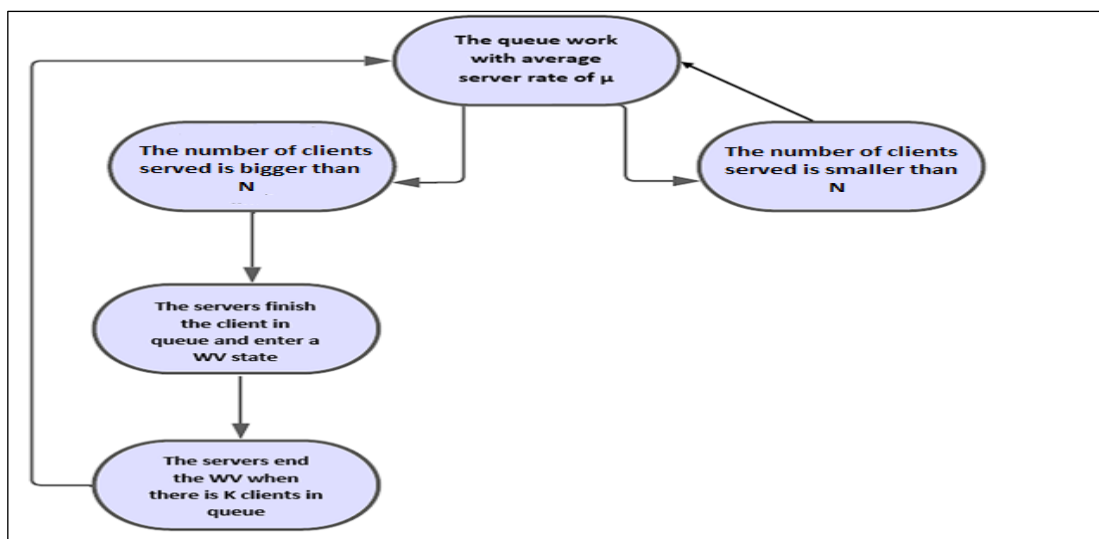 The queue work
with average
server rate of μ
The number of clients
served is bigger than
N
The number of clients
served is smaller than
N
The servers finish
the client in
queue and enter a
WV state
The servers end
the WV when
there is K clients in
queue